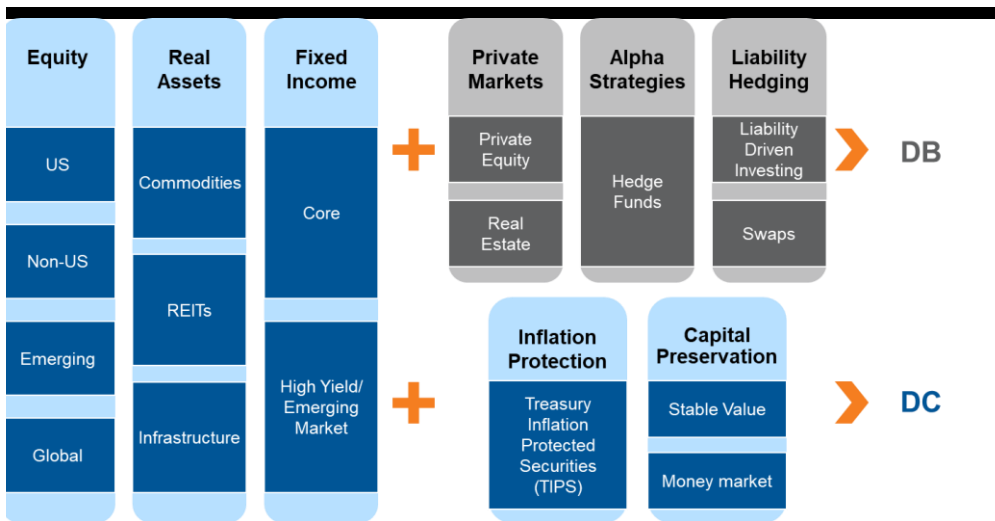 Equity
US
Non-US
Emerging
Global
Real
Assets
Commodities
REITs
Infrastructure
Fixed
Income
Core
High Yield/
Emerging
Market
Private
Markets
Private
Equity
Real
Estate
Alpha
Strategies
Hedge
Funds
Liability
Hedging
Liability
Driven
Investing
Swaps
DB
Inflation
Protection
Treasury
Inflation
Protected
Securities
(TIPS)
Capital
Preservation
Stable Value
Money market
DC